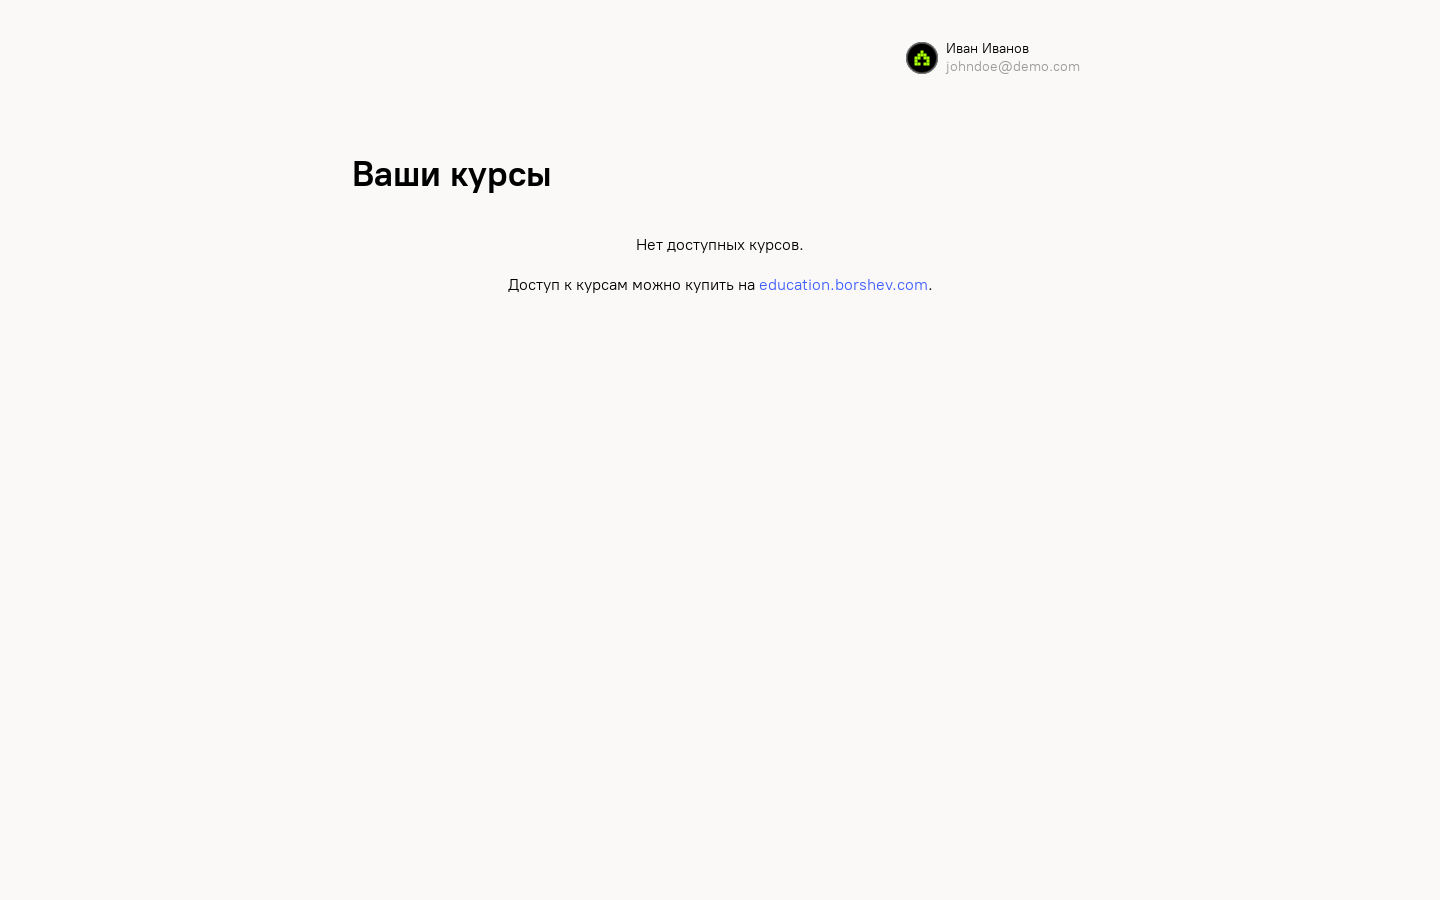 Иван Иванов
johndoe@demo.com
Ваши курсы
Нет доступных курсов.
Доступ к курсам можно купить на education.borshev.com.